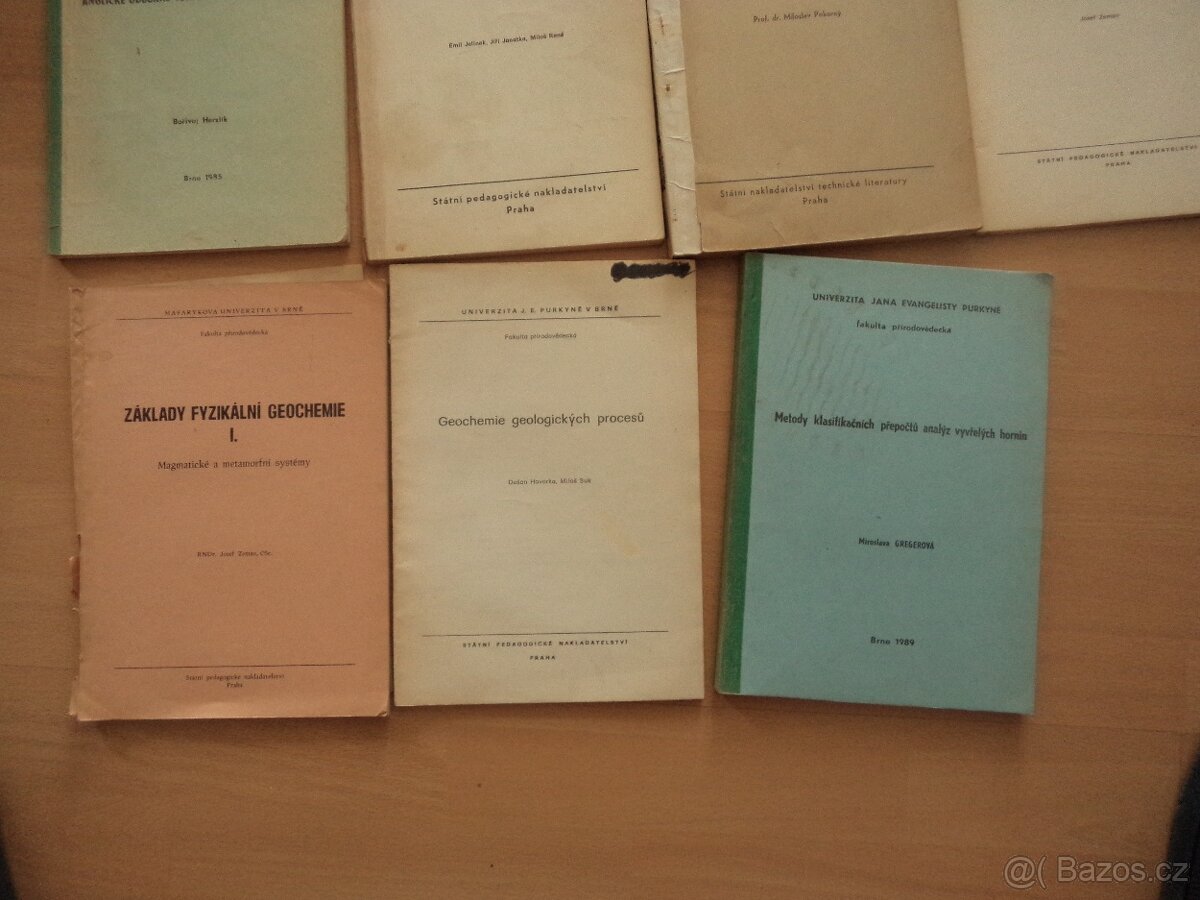 ANGLICKÉ ODBORNÉ
Bořivoj Herzlík
Brno 1985
Emil Jelínek, Jiří Janatka, Miloš René
Státní pedagogické nakladatelství
Praha
Prof. dr. Miloslav Pokorný
Státní nakladatelství technické literatury
Praha
Josef Zeman
STÁTNÍ PEDAGOGICKÉ NAKLADATELSTVÍ
PRAHA
MASARYKOVA UNIVERZITA V BRNĚ
Fakulta přírodovědecká
ZÁKLADY FYZIKÁLNÍ GEOCHEMIE
I.
Magmatické a metamorfní systémy
RNDr. Josef Zeman, CSc.
Státní pedagogické nakladatelství
Praha
UNIVERZITA J. E. PURKYNĚ V BRNĚ
Fakulta přírodovědecká
Geochemie geologických procesů
Dušan Hovorka, Miloš Suk
STÁTNÍ PEDAGOGICKÉ NAKLADATELSTVÍ
PRAHA
UNIVERZITA JANA EVANGELISTY PURKYNĚ
fakulta přírodovědecká
Metody klasifikačních přepočtů analýz vyvřelých hornin
Miroslava GREGEROVÁ
Brno 1989
@( Bazos.cz